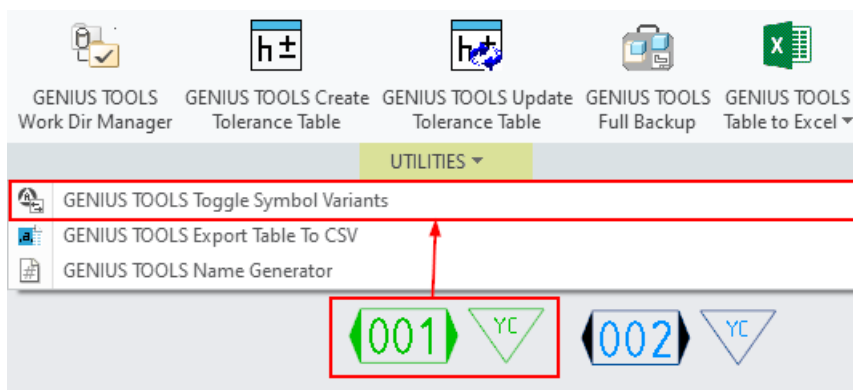 GENIUS TOOLS
Work Dir Manager
GENIUS TOOLS Create
Tolerance Table
GENIUS TOOLS Update
Tolerance Table
GENIUS TOOLS
Full Backup
GENIUS TOOLS
Table to Excel
UTILITIES
GENIUS TOOLS Toggle Symbol Variants
GENIUS TOOLS Export Table To CSV
GENIUS TOOLS Name Generator
001 YC 002 YC